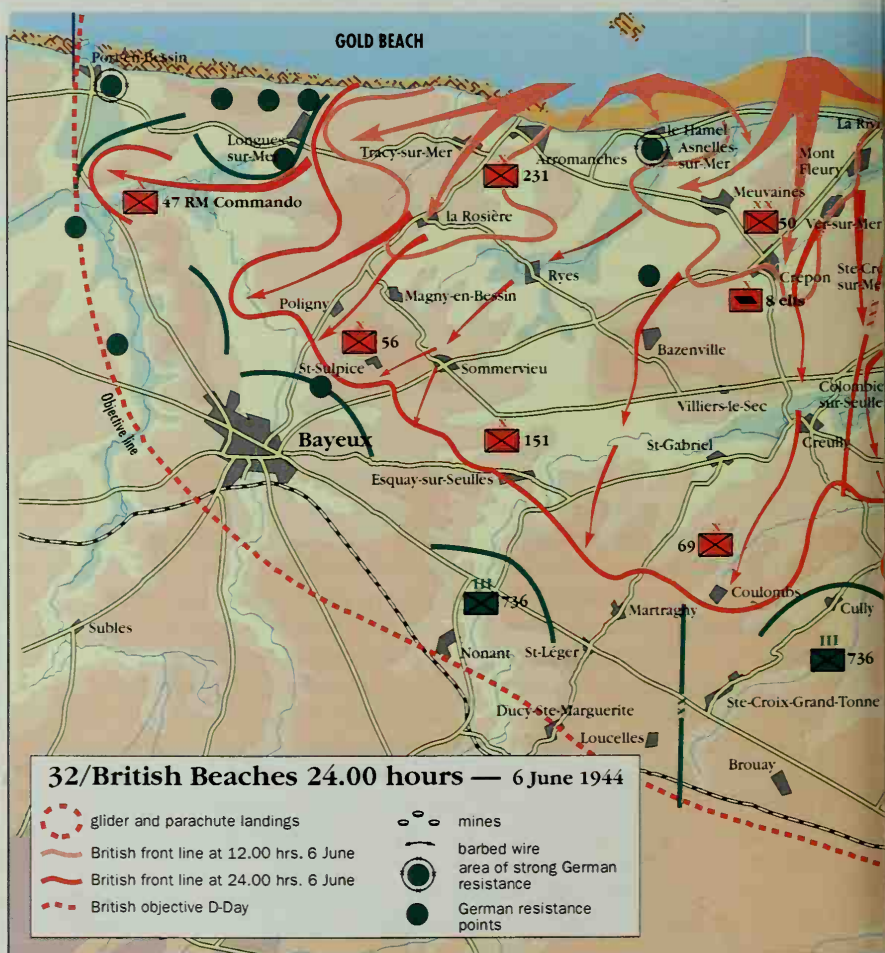 GOLD BEACH
Port-en-Bessin
Longues-
sur-Mer
Tracy-sur-Mer
Arromanches
le Hamel
Asnelles-
sur-Mer
La
Mont
Fleury
231
Meuvaines
X X
50
Ver-sur-Mer
X
47 RM Commando
la Rosière
Crépon
X
8 elts
Ryes
Magny-en-Bessin
Poligny
X
56
St-Sulpice
Sommervieu
Bazenville
Villiers-le-Sec
Colombie
sur-Seulle
XXX
Objective line
Bayeux
X
151
St-Gabriel
Creully
Esquay-sur-Seulles
X
69
Coulombs
III
736
Martragny
Cully
Subles
Nonant
St-Léger
III
736
Ste-Croix-Grand-Tonne
XX
Ducy-Ste-Marguerite
Loucelles
Brouay
32/British Beaches 24.00 hours — 6 June 1944
glider and parachute landings
British front line at 12.00 hrs. 6 June
British front line at 24.00 hrs. 6 June
British objective D-Day
mines
barbed wire
area of strong German
resistance
German resistance
points